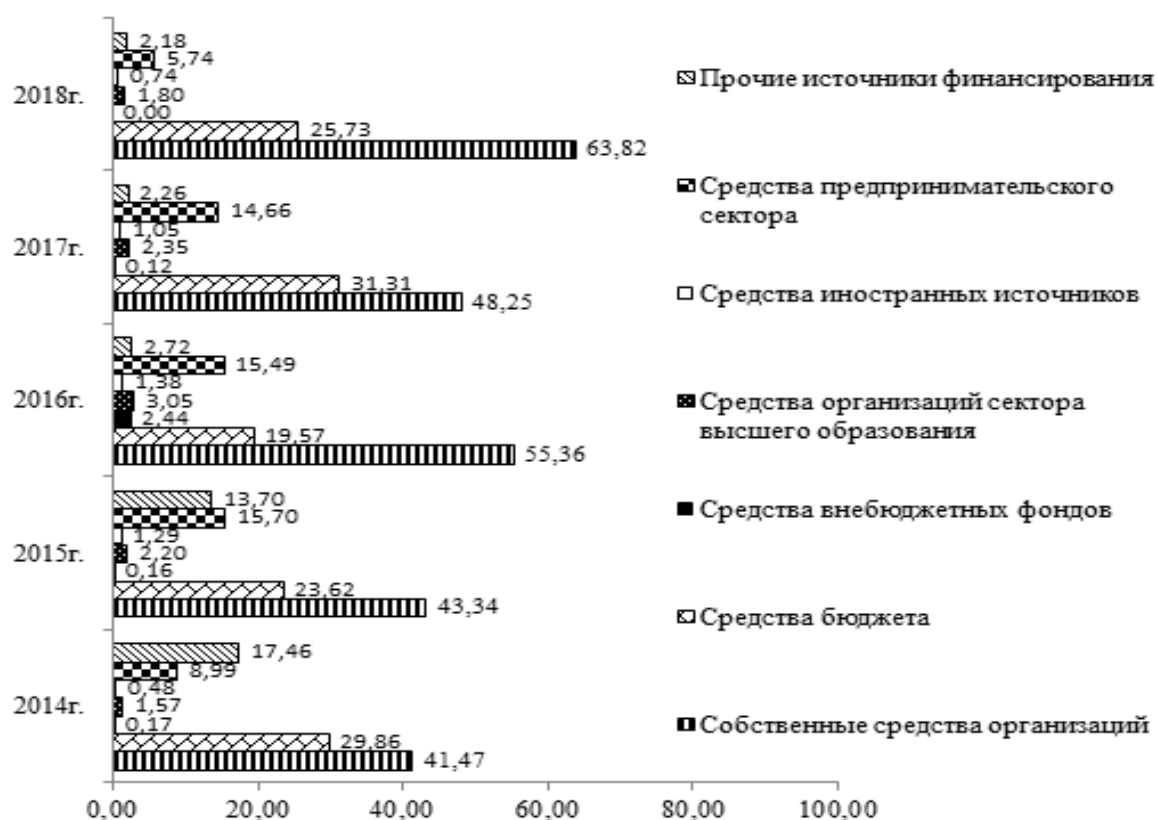 2018г.
2,18
5,74
0,74
1,80
0,00
25,73
63,82
2017г.
2,26
14,66
1,05
2,35
0,12
31,31
48,25
2016г.
2,72
15,49
1,38
3,05
2,44
19,57
55,36
2015г.
13,70
15,70
1,29
2,20
0,16
23,62
43,34
2014г.
17,46
8,99
0,48
1,57
0,17
29,86
41,47
0,00 20,00 40,00 60,00 80,00 100,00
Прочие источники финансирования
Средства предпринимательского
сектора
Средства иностранных источников
Средства организаций сектора
высшего образования
Средства внебюджетных фондов
Средства бюджета
Собственные средства организаций